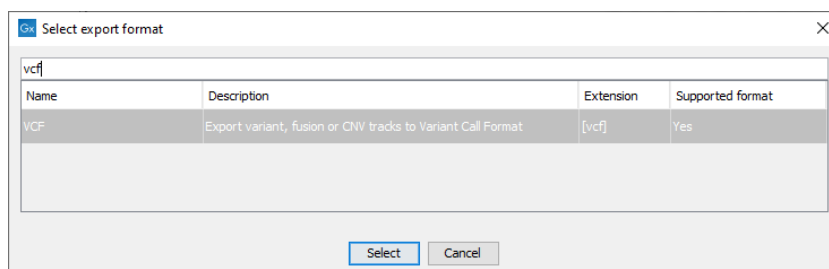 Gx Select export format
vcf
Name Description Extension Supported format
VCF Export variant, fusion or CNV tracks to Variant Call Format [vcf] Yes
Select Cancel